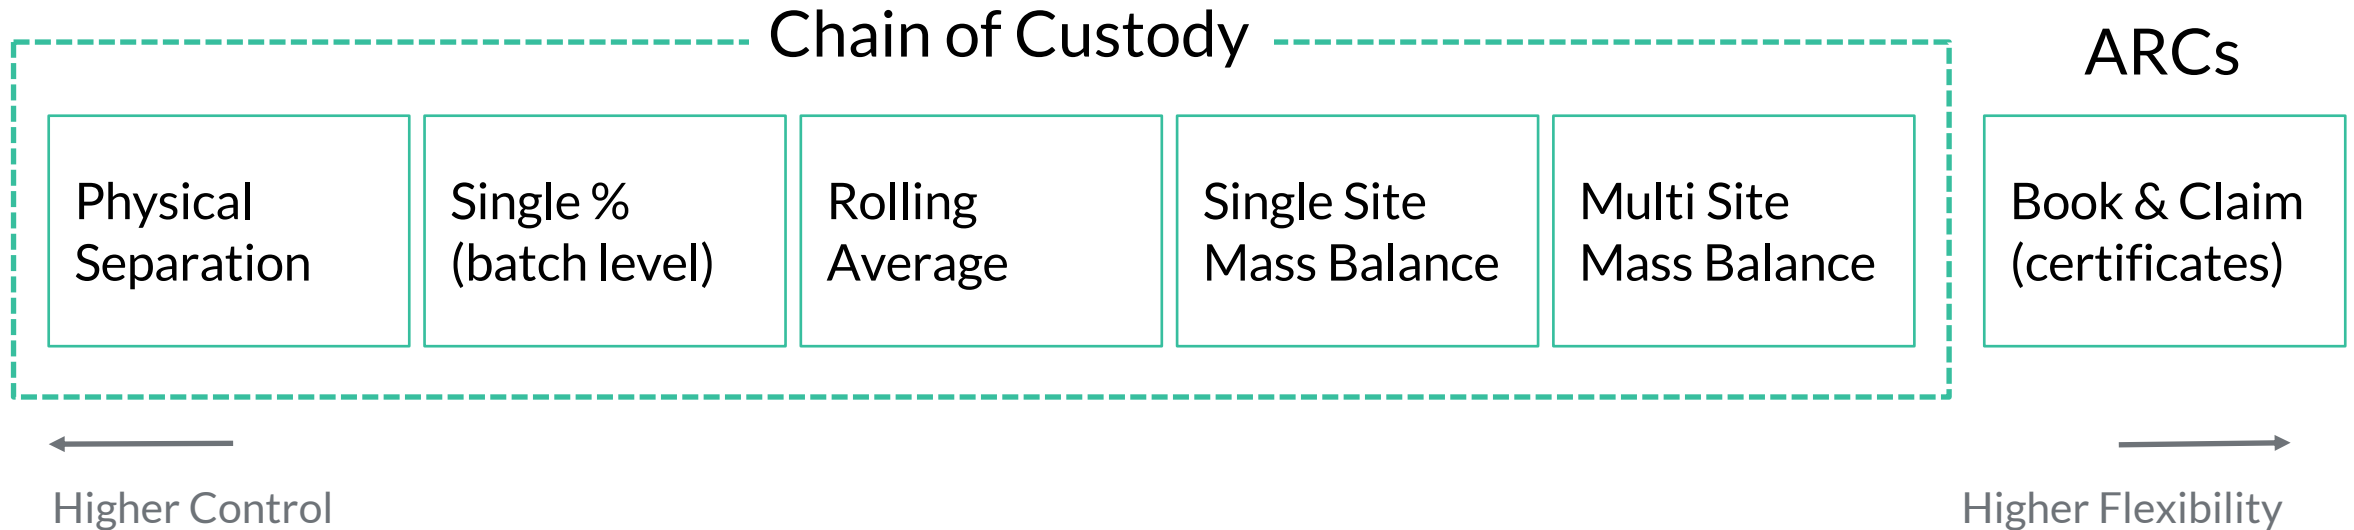 Chain of Custody
ARCs
Physical
Separation
Single %
(batch level)
Rolling
Average
Single Site
Mass Balance
Multi Site
Mass Balance
Book & Claim
(certificates)
Higher Control
Higher Flexibility